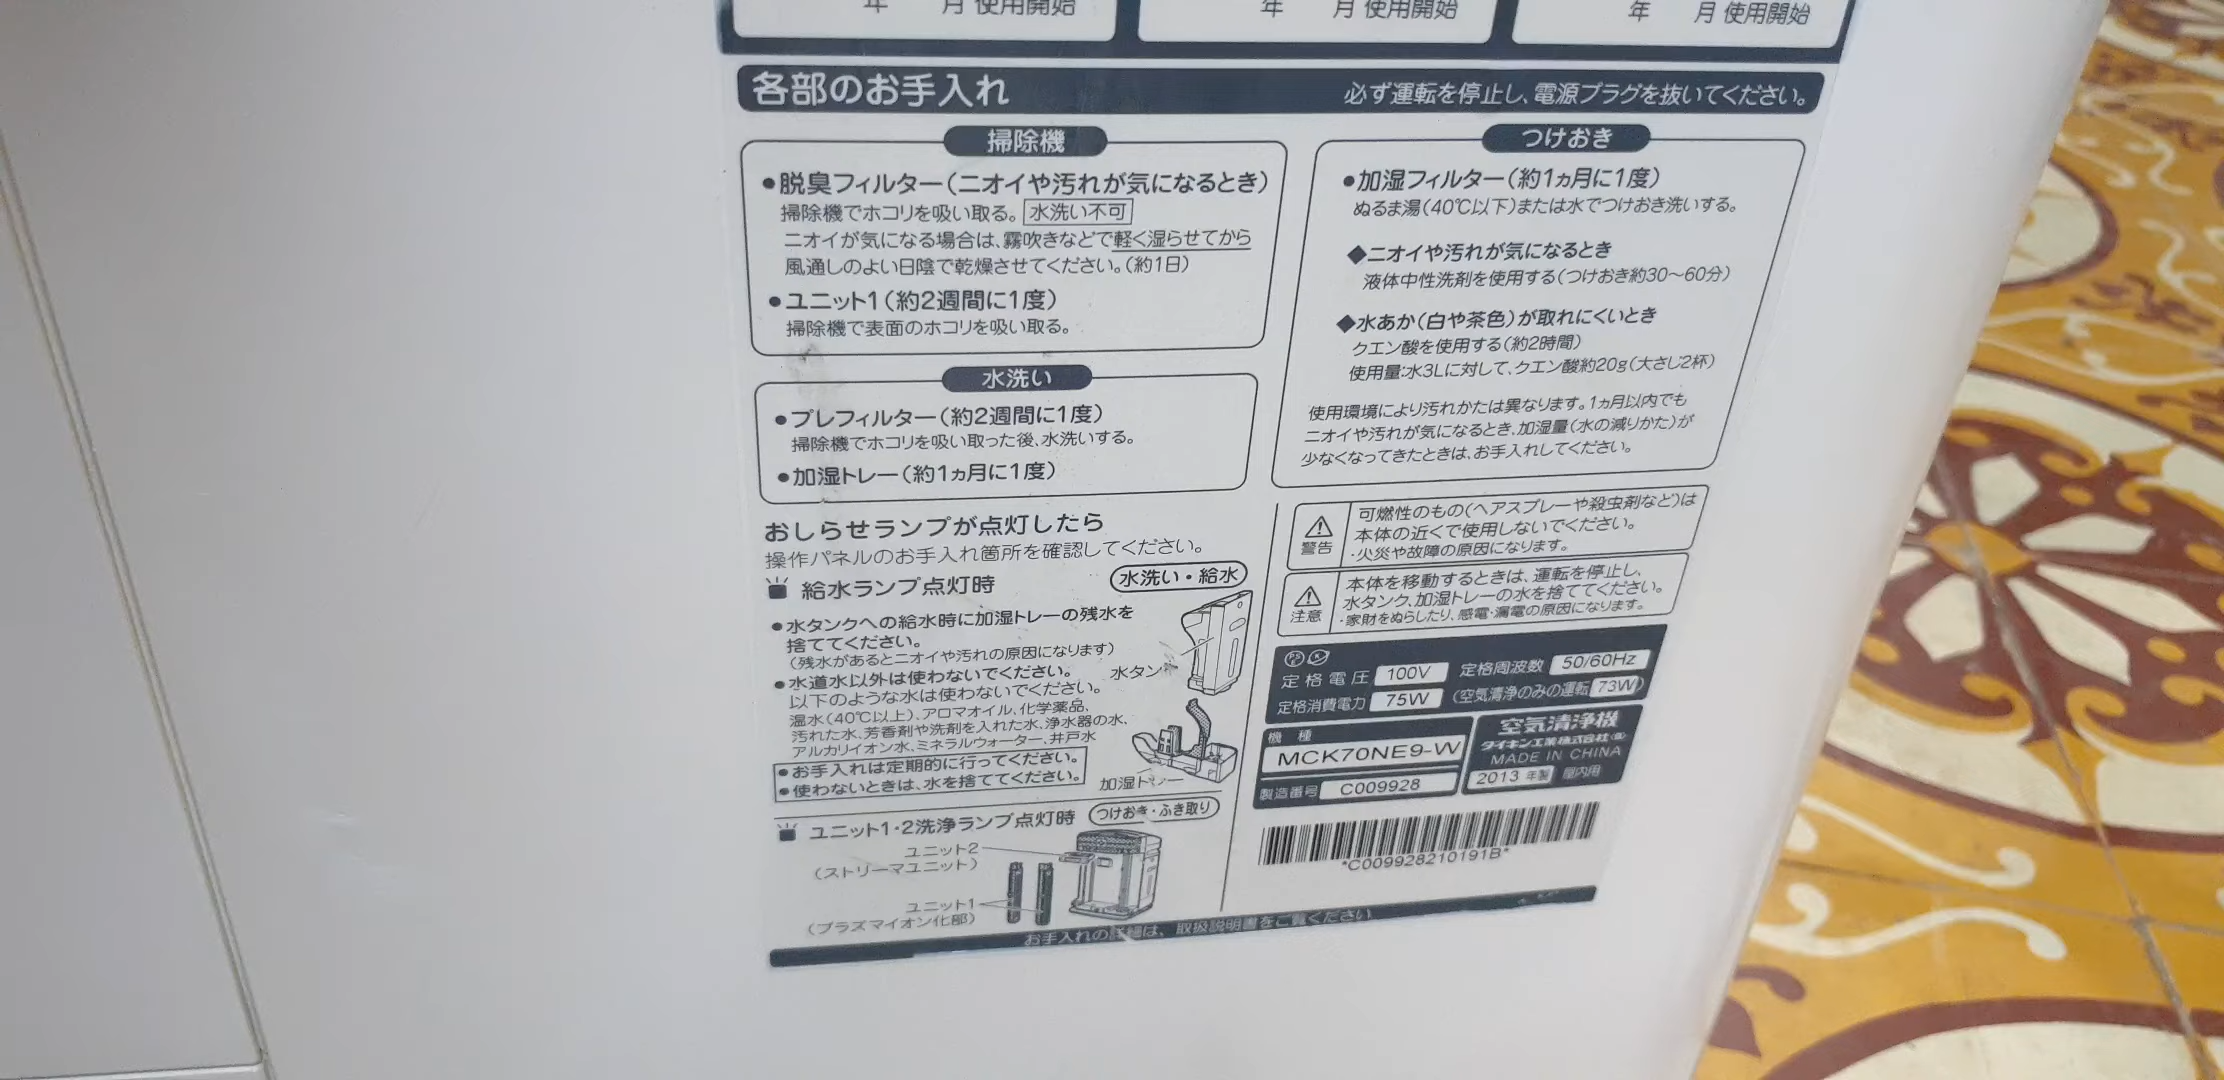 年 月 使用開始
年 月 使用開始
年 月 使用開始
各部のお手入れ
必ず運転を停止し、電源プラグを抜いてください。
掃除機
●脱臭フィルター(ニオイや汚れが気になるとき)
掃除機でホコリを吸い取る。 水洗い不可
ニオイが気になる場合は、霧吹きなどで軽く湿らせてから
風通しのよい日陰で乾燥させてください。(約1日)
●ユニット1(約2週間に1度)
掃除機で表面のホコリを吸い取る。
水洗い
●プレフィルター(約2週間に1度)
掃除機でホコリを吸い取った後、水洗いする。
●加湿トレー(約1ヵ月に1度)
つけおき
●加湿フィルター(約1ヵ月に1度)
ぬるま湯(40℃以下)または水でつけおき洗いする。
◆ニオイや汚れが気になるとき
液体中性洗剤を使用する(つけおき約30〜60分)
◆水あか(白や茶色)が取れにくいとき
クエン酸を使用する(約2時間)
使用量:水3Lに対して、クエン酸約20g(大さじ2杯)
使用環境により汚れかたは異なります。1ヵ月以内でも
ニオイや汚れが気になるとき、加湿量(水の減りかた)が
少なくなってきたときは、お手入れしてください。
おしらせランプが点灯したら
操作パネルのお手入れ箇所を確認してください。
給水ランプ点灯時
水洗い・給水
●水タンクへの給水時に加湿トレーの残水を
捨ててください。
(残水があるとニオイや汚れの原因になります)
●水道水以外は使わないでください。
以下のような水は使わないでください。
温水(40℃以上)、アロマオイル、化学薬品、
汚れた水、芳香剤や洗剤を入れた水、浄水器の水、
アルカリイオン水、ミネラルウォーター、井戸水
●お手入れは定期的に行ってください。
●使わないときは、水を捨ててください。
水タン
加湿トレー
ユニット1・2洗浄ランプ点灯時
つけおき・ふき取り
ユニット2
(ストリーマユニット)
ユニット1
(プラズマイオン化部)
警告
可燃性のもの(ヘアスプレーや殺虫剤など)は
本体の近くで使用しないでください。
・火災や故障の原因になります。
注意
本体を移動するときは、運転を停止し、
水タンク、加湿トレーの水を捨ててください。
・家財をぬらしたり、感電・漏電の原因になります。
定格電圧 100V 定格周波数 50/60Hz
定格消費電力 75W (空気清浄のみの運転 73W)
機種
MCK70NE9-W
製造番号 C009928
空気清浄機
ダイキン工業株式会社
MADE IN CHINA
2013 年製 屋内用
*C009928210191B*
お手入れの詳細は、取扱説明書をご覧ください